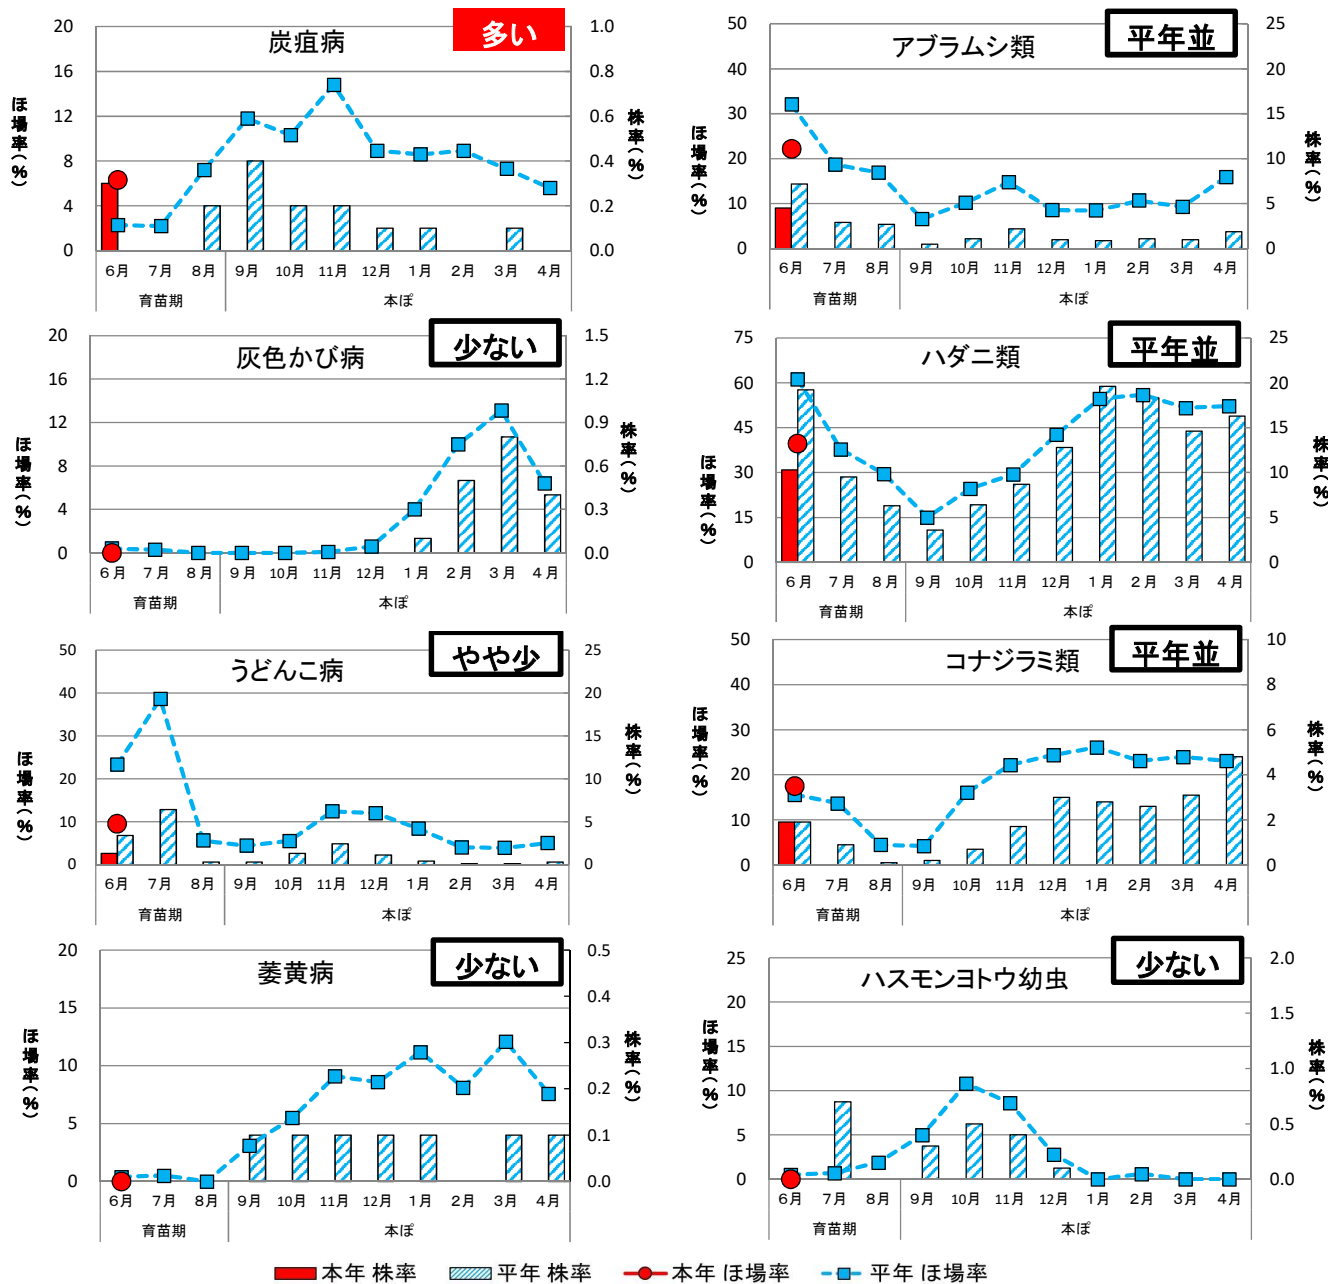 炭疽病
多い
ほ場率(%)
20
16
12
8
4
0
1.0
0.8
0.6
0.4
0.2
0.0
株率(%)
6月 7月 8月 9月 10月 11月 12月 1月 2月 3月 4月
育苗期 本ぽ
アブラムシ類
平年並
ほ場率(%)
50
40
30
20
10
0
25
20
15
10
5
0
株率(%)
6月 7月 8月 9月 10月 11月 12月 1月 2月 3月 4月
育苗期 本ぽ
灰色かび病
少ない
ほ場率(%)
20
16
12
8
4
0
1.5
1.2
0.9
0.6
0.3
0.0
株率(%)
6月 7月 8月 9月 10月 11月 12月 1月 2月 3月 4月
育苗期 本ぽ
ハダニ類
平年並
ほ場率(%)
75
60
45
30
15
0
25
20
15
10
5
0
株率(%)
6月 7月 8月 9月 10月 11月 12月 1月 2月 3月 4月
育苗期 本ぽ
うどんこ病
やや少
ほ場率(%)
50
40
30
20
10
0
25
20
15
10
5
0
株率(%)
6月 7月 8月 9月 10月 11月 12月 1月 2月 3月 4月
育苗期 本ぽ
コナジラミ類
平年並
ほ場率(%)
50
40
30
20
10
0
10
8
6
4
2
0
株率(%)
6月 7月 8月 9月 10月 11月 12月 1月 2月 3月 4月
育苗期 本ぽ
萎黄病
少ない
ほ場率(%)
20
15
10
5
0
0.5
0.4
0.3
0.2
0.1
0.0
株率(%)
6月 7月 8月 9月 10月 11月 12月 1月 2月 3月 4月
育苗期 本ぽ
ハスモンヨトウ幼虫
少ない
ほ場率(%)
25
20
15
10
5
0
2.0
1.5
1.0
0.5
0.0
株率(%)
6月 7月 8月 9月 10月 11月 12月 1月 2月 3月 4月
育苗期 本ぽ
本年 株率 平年 株率 本年 ほ場率 平年 ほ場率